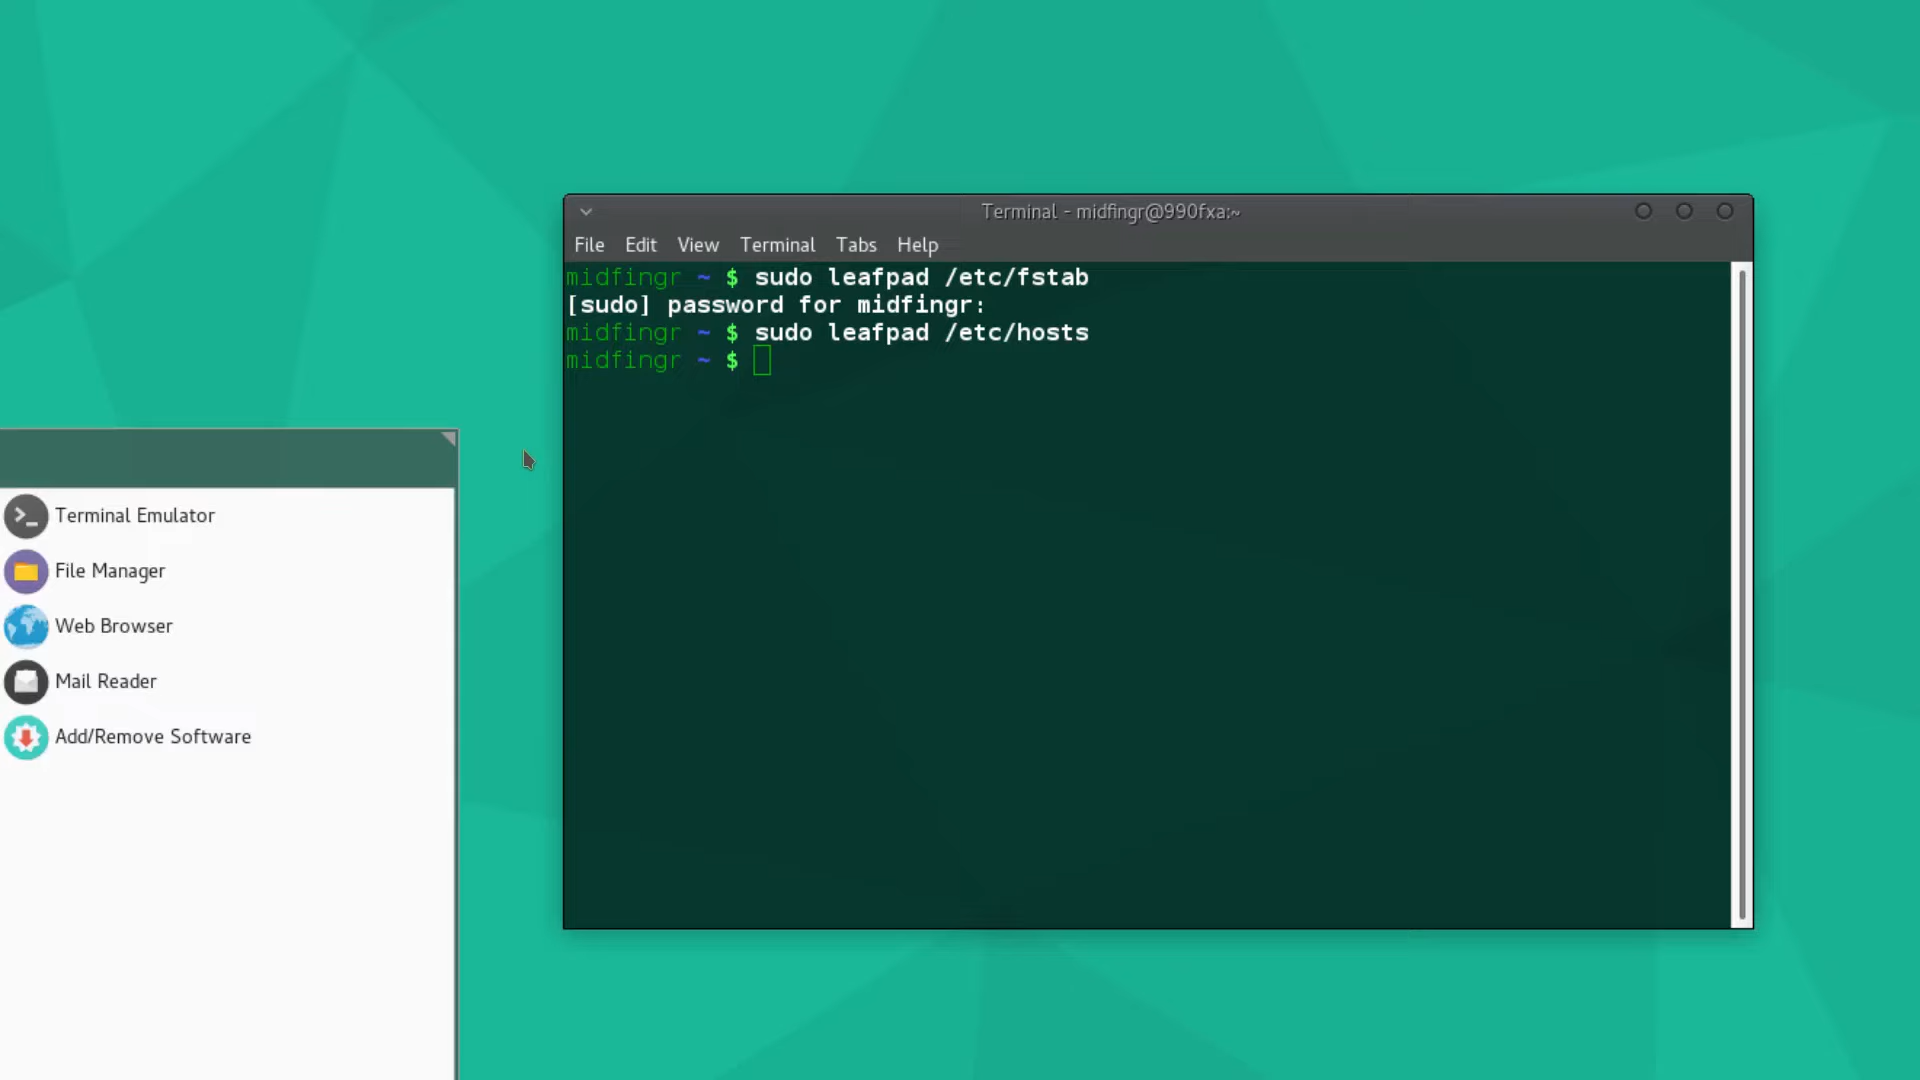 Terminal - midfingr@990fxa:~
File Edit View Terminal Tabs Help
midfingr ~ $ sudo leafpad /etc/fstab
[sudo] password for midfingr:
midfingr ~ $ sudo leafpad /etc/hosts
midfingr ~ $
Terminal Emulator
File Manager
Web Browser
Mail Reader
Add/Remove Software